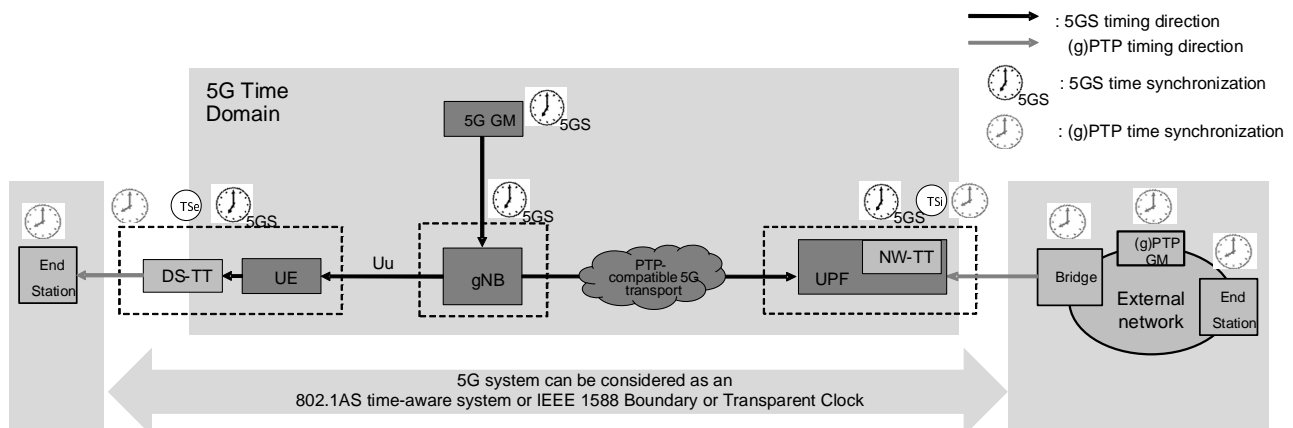 : 5GS timing direction
(g)PTP timing direction
5GS
: 5GS time synchronization
: (g)PTP time synchronization
5G Time
Domain
5G GM
5GS
5GS
TSe
5GS
5GS
TSi
End
Station
DS-TT
UE
Uu
gNB
PTP-
compatible 5G
transport
UPF
NW-TT
Bridge
(g)PTP
GM
External
network
End
Station
5G system can be considered as an
802.1AS time-aware system or IEEE 1588 Boundary or Transparent Clock